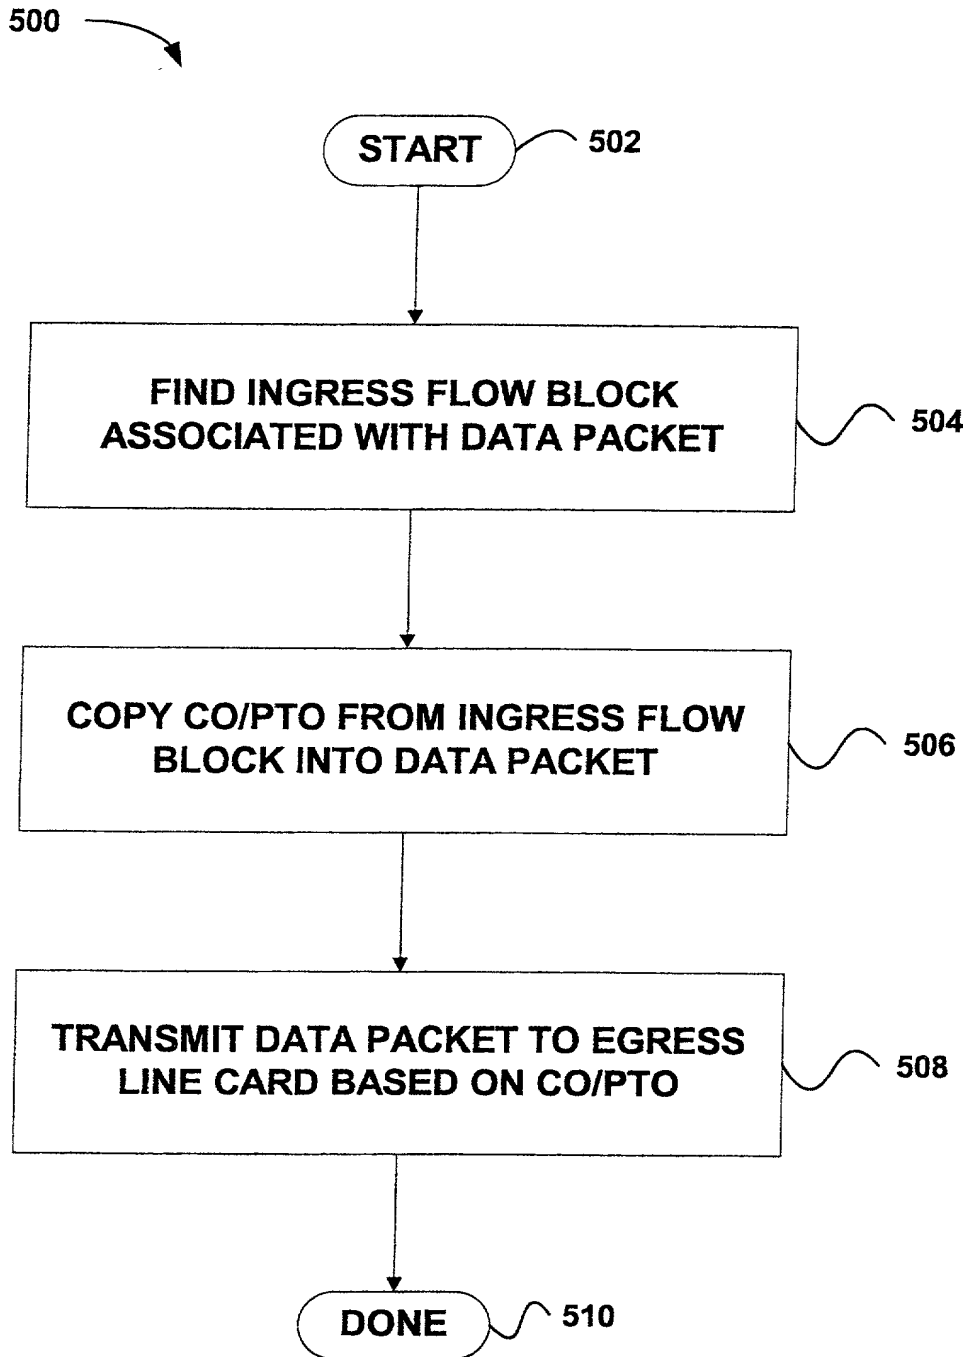 500
START
502
FIND INGRESS FLOW BLOCK
ASSOCIATED WITH DATA PACKET
504
COPY CO/PTO FROM INGRESS FLOW
BLOCK INTO DATA PACKET
506
TRANSMIT DATA PACKET TO EGRESS
LINE CARD BASED ON CO/PTO
508
DONE
510